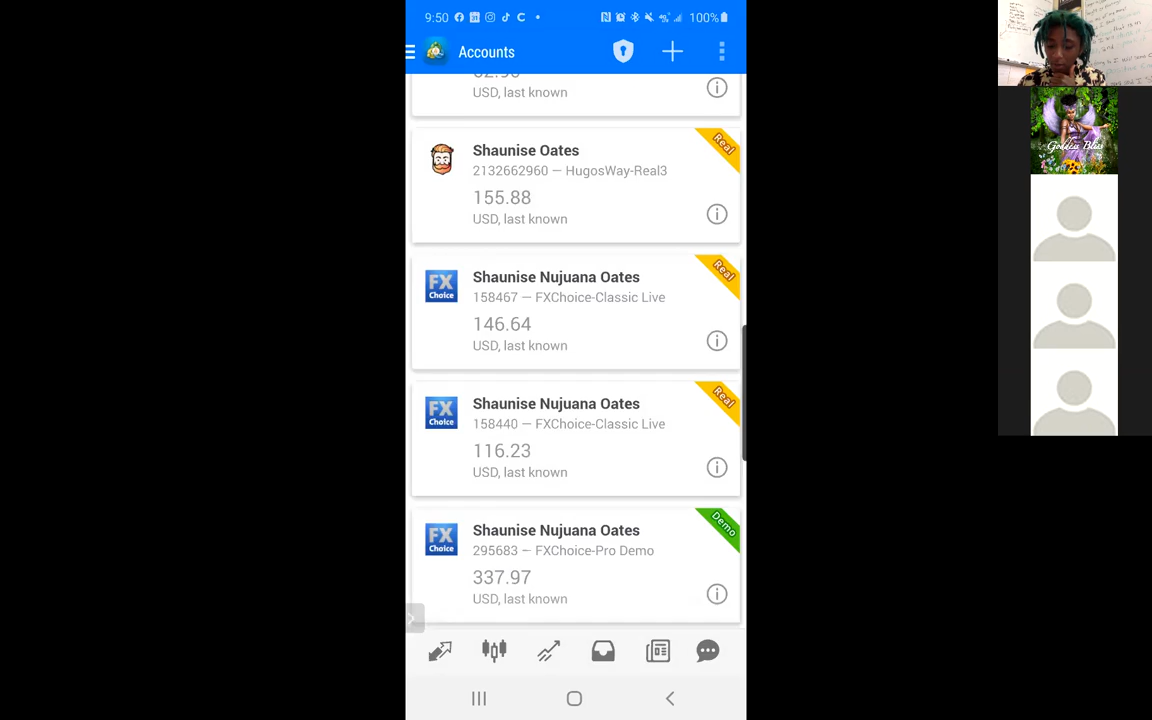 9:50
100%
Accounts
USD, last known
Real
Shaunise Oates
2132662960 — HugosWay-Real3
155.88
USD, last known
Real
FX Choice
Shaunise Nujuana Oates
158467 — FXChoice-Classic Live
146.64
USD, last known
Real
FX Choice
Shaunise Nujuana Oates
158440 — FXChoice-Classic Live
116.23
USD, last known
Demo
FX Choice
Shaunise Nujuana Oates
295683 — FXChoice-Pro Demo
337.97
USD, last known
Goddess Bliss